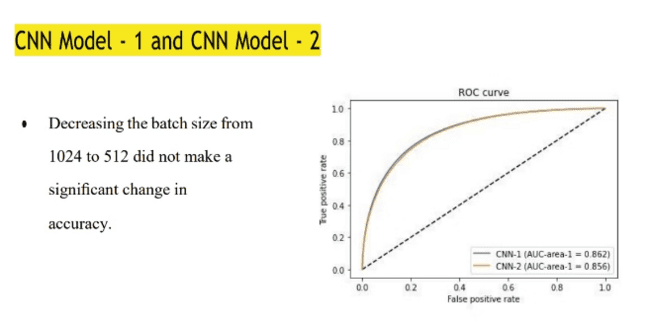 CNN Model - 1 and CNN Model - 2
• Decreasing the batch size from
1024 to 512 did not make a
significant change in
accuracy.
ROC curve
True positive rate
1.0
0.8
0.6
0.4
0.2
0.0
CNN-1 (AUC-area-1 = 0.862)
CNN-2 (AUC-area-1 = 0.856)
0.0 0.2 0.4 0.6 0.8 1.0
False positive rate